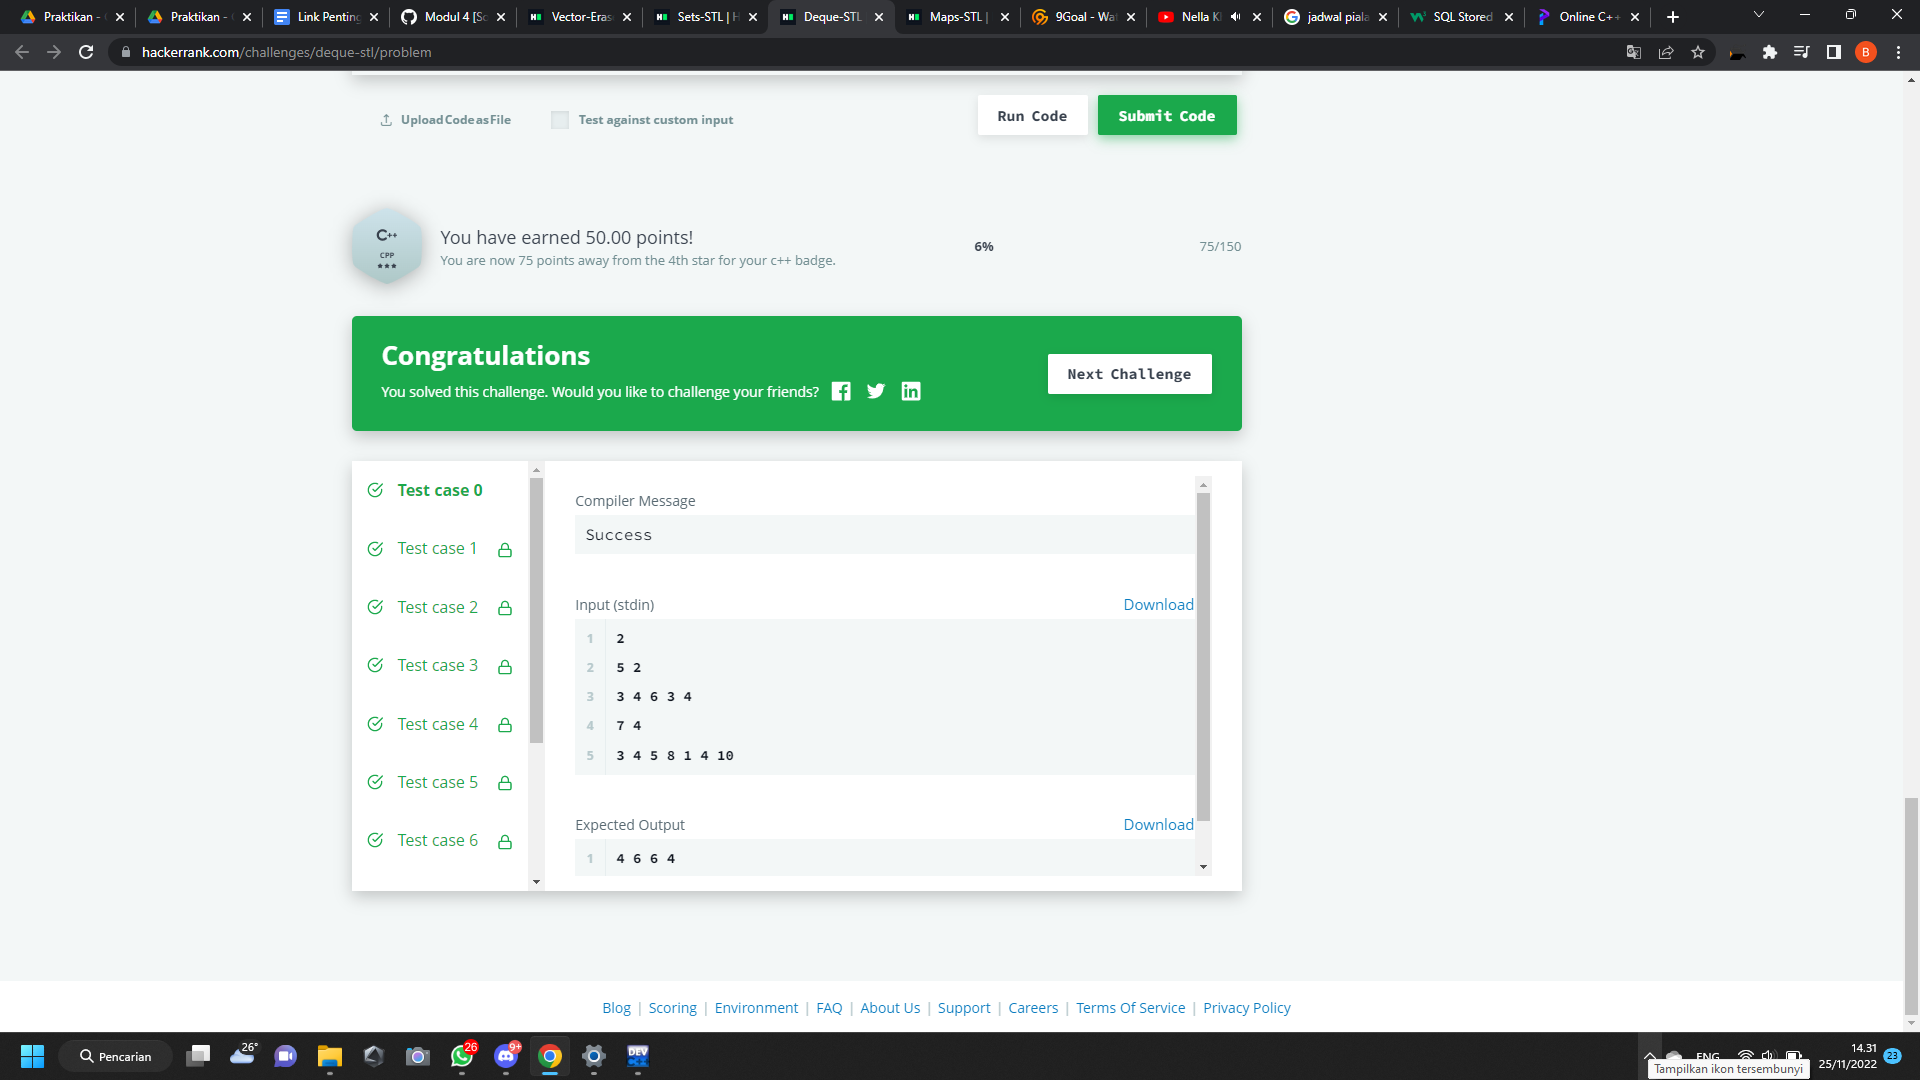 Praktikan -
Praktikan -
Link Penting
Modul 4 [S
Vector-Eras
Sets-STL | H
Deque-STL
Maps-STL |
9Goal - Wa
Nella K
jadwal piala
SQL Stored
Online C++
hackerrank.com/challenges/deque-stl/problem
B
Upload Code as File
Test against custom input
Run Code
Submit Code
C++
CPP
★★★
You have earned 50.00 points!
You are now 75 points away from the 4th star for your c++ badge.
6%
75/150
Congratulations
You solved this challenge. Would you like to challenge your friends?
Next Challenge
Test case 0
Test case 1
Test case 2
Test case 3
Test case 4
Test case 5
Test case 6
Compiler Message
Success
Input (stdin)
Download
1 2
2 5 2
3 3 4 6 3 4
4 7 4
5 3 4 5 8 1 4 10
Expected Output
Download
1 4 6 6 4
Blog | Scoring | Environment | FAQ | About Us | Support | Careers | Terms Of Service | Privacy Policy
Pencarian
26°
26
9+
DEV
ENG
14.31
25/11/2022
23
Tampilkan ikon tersembunyi